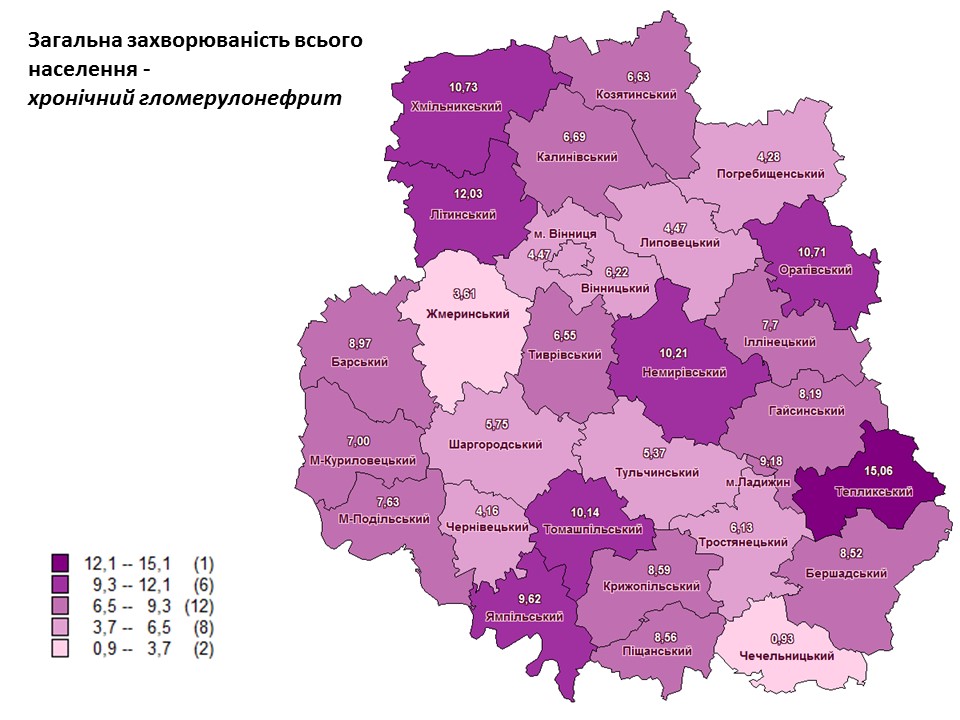 Загальна захворюваність всього
населення -
хронічний гломерулонефрит
10,73
Хмільникський
6,63
Козятинський
6,69
Калинівський
4,28
Погребищенський
12,03
Літинський
м. Вінниця
4,47
4,47
Липовецький
10,71
Оратівський
6,22
Вінницький
3,61
Жмеринський
8,97
Барський
6,55
Тиврівський
10,21
Немирівський
7,7
Іллінецький
8,19
Гайсинський
5,75
Шаргородський
7,00
М-Куриловецький
5,37
Тульчинський
9,18
м.Ладижин
15,06
Тепликський
7,63
М-Подільський
4,16
Чернівецький
10,14
Томашпільський
6,13
Тростянецький
8,52
Бершадський
8,59
Крижопільський
9,62
Ямпільський
8,56
Піщанський
0,93
Чечельницький
12,1 -- 15,1 (1)
9,3 -- 12,1 (6)
6,5 -- 9,3 (12)
3,7 -- 6,5 (8)
0,9 -- 3,7 (2)